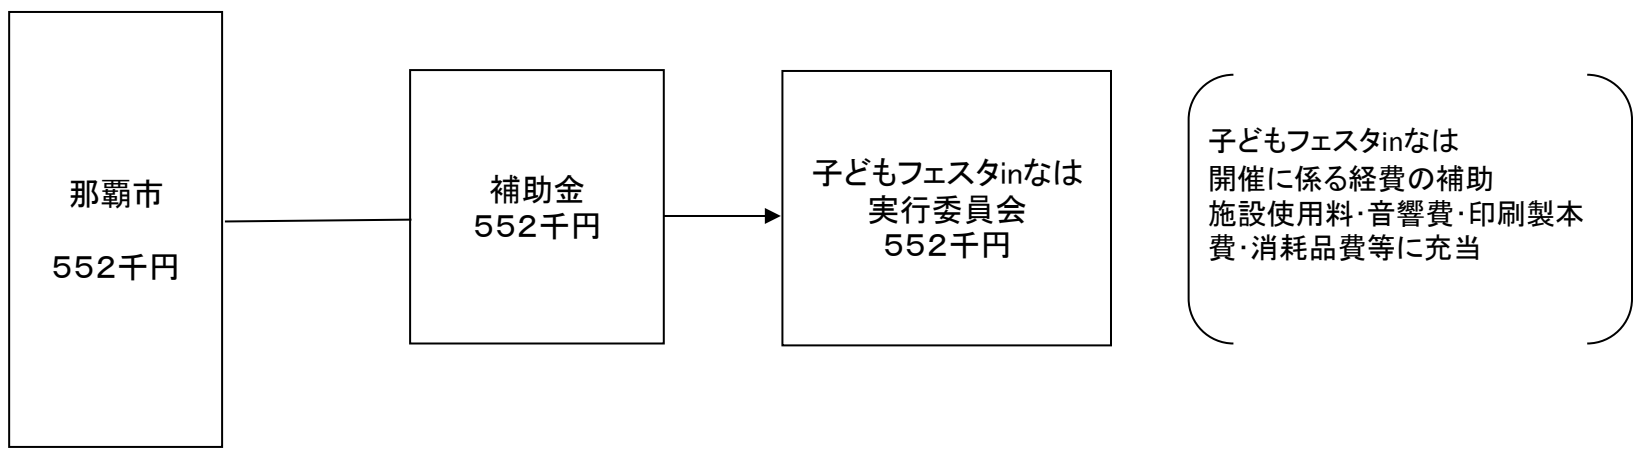 那覇市
５５２千円
補助金
５５２千円
子どもフェスタinなは
実行委員会
５５２千円
子どもフェスタinなは
開催に係る経費の補助
施設使用料・音響費・印刷製本
費・消耗品費等に充当